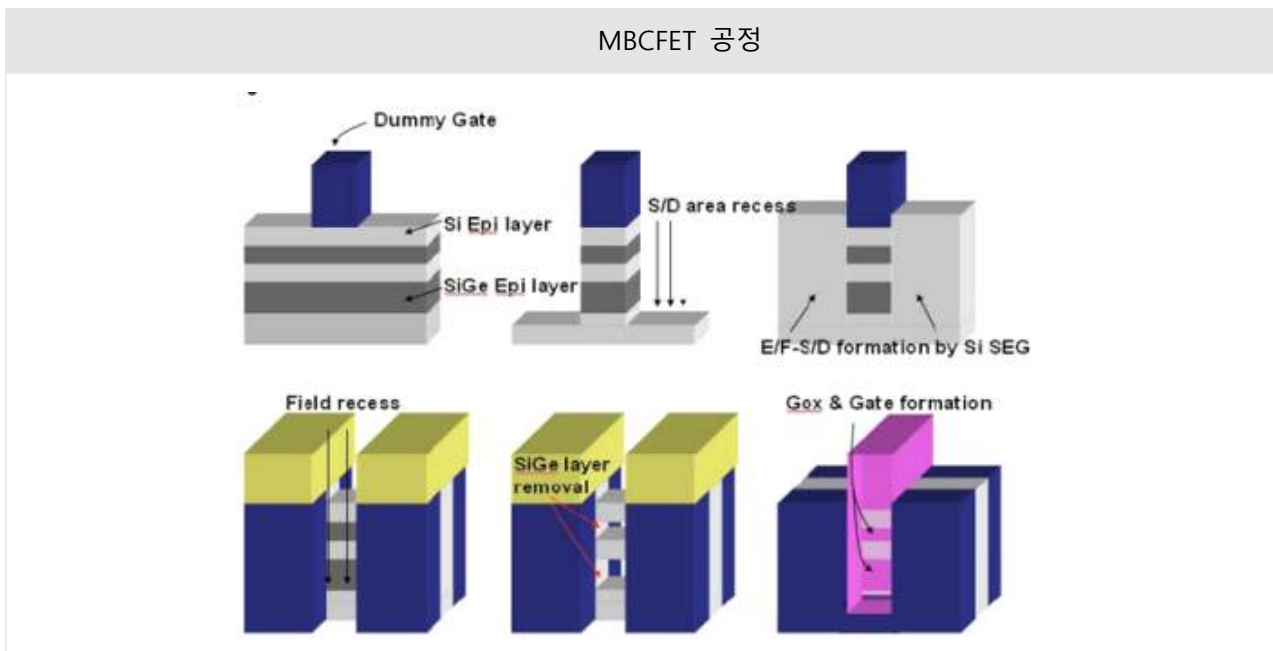 MBCFET 공정
Dummy Gate
Si Epi layer
SiGe Epi layer
S/D area recess
E/F-S/D formation by Si SEG
Field recess
SiGe layer
removal
Gox & Gate formation